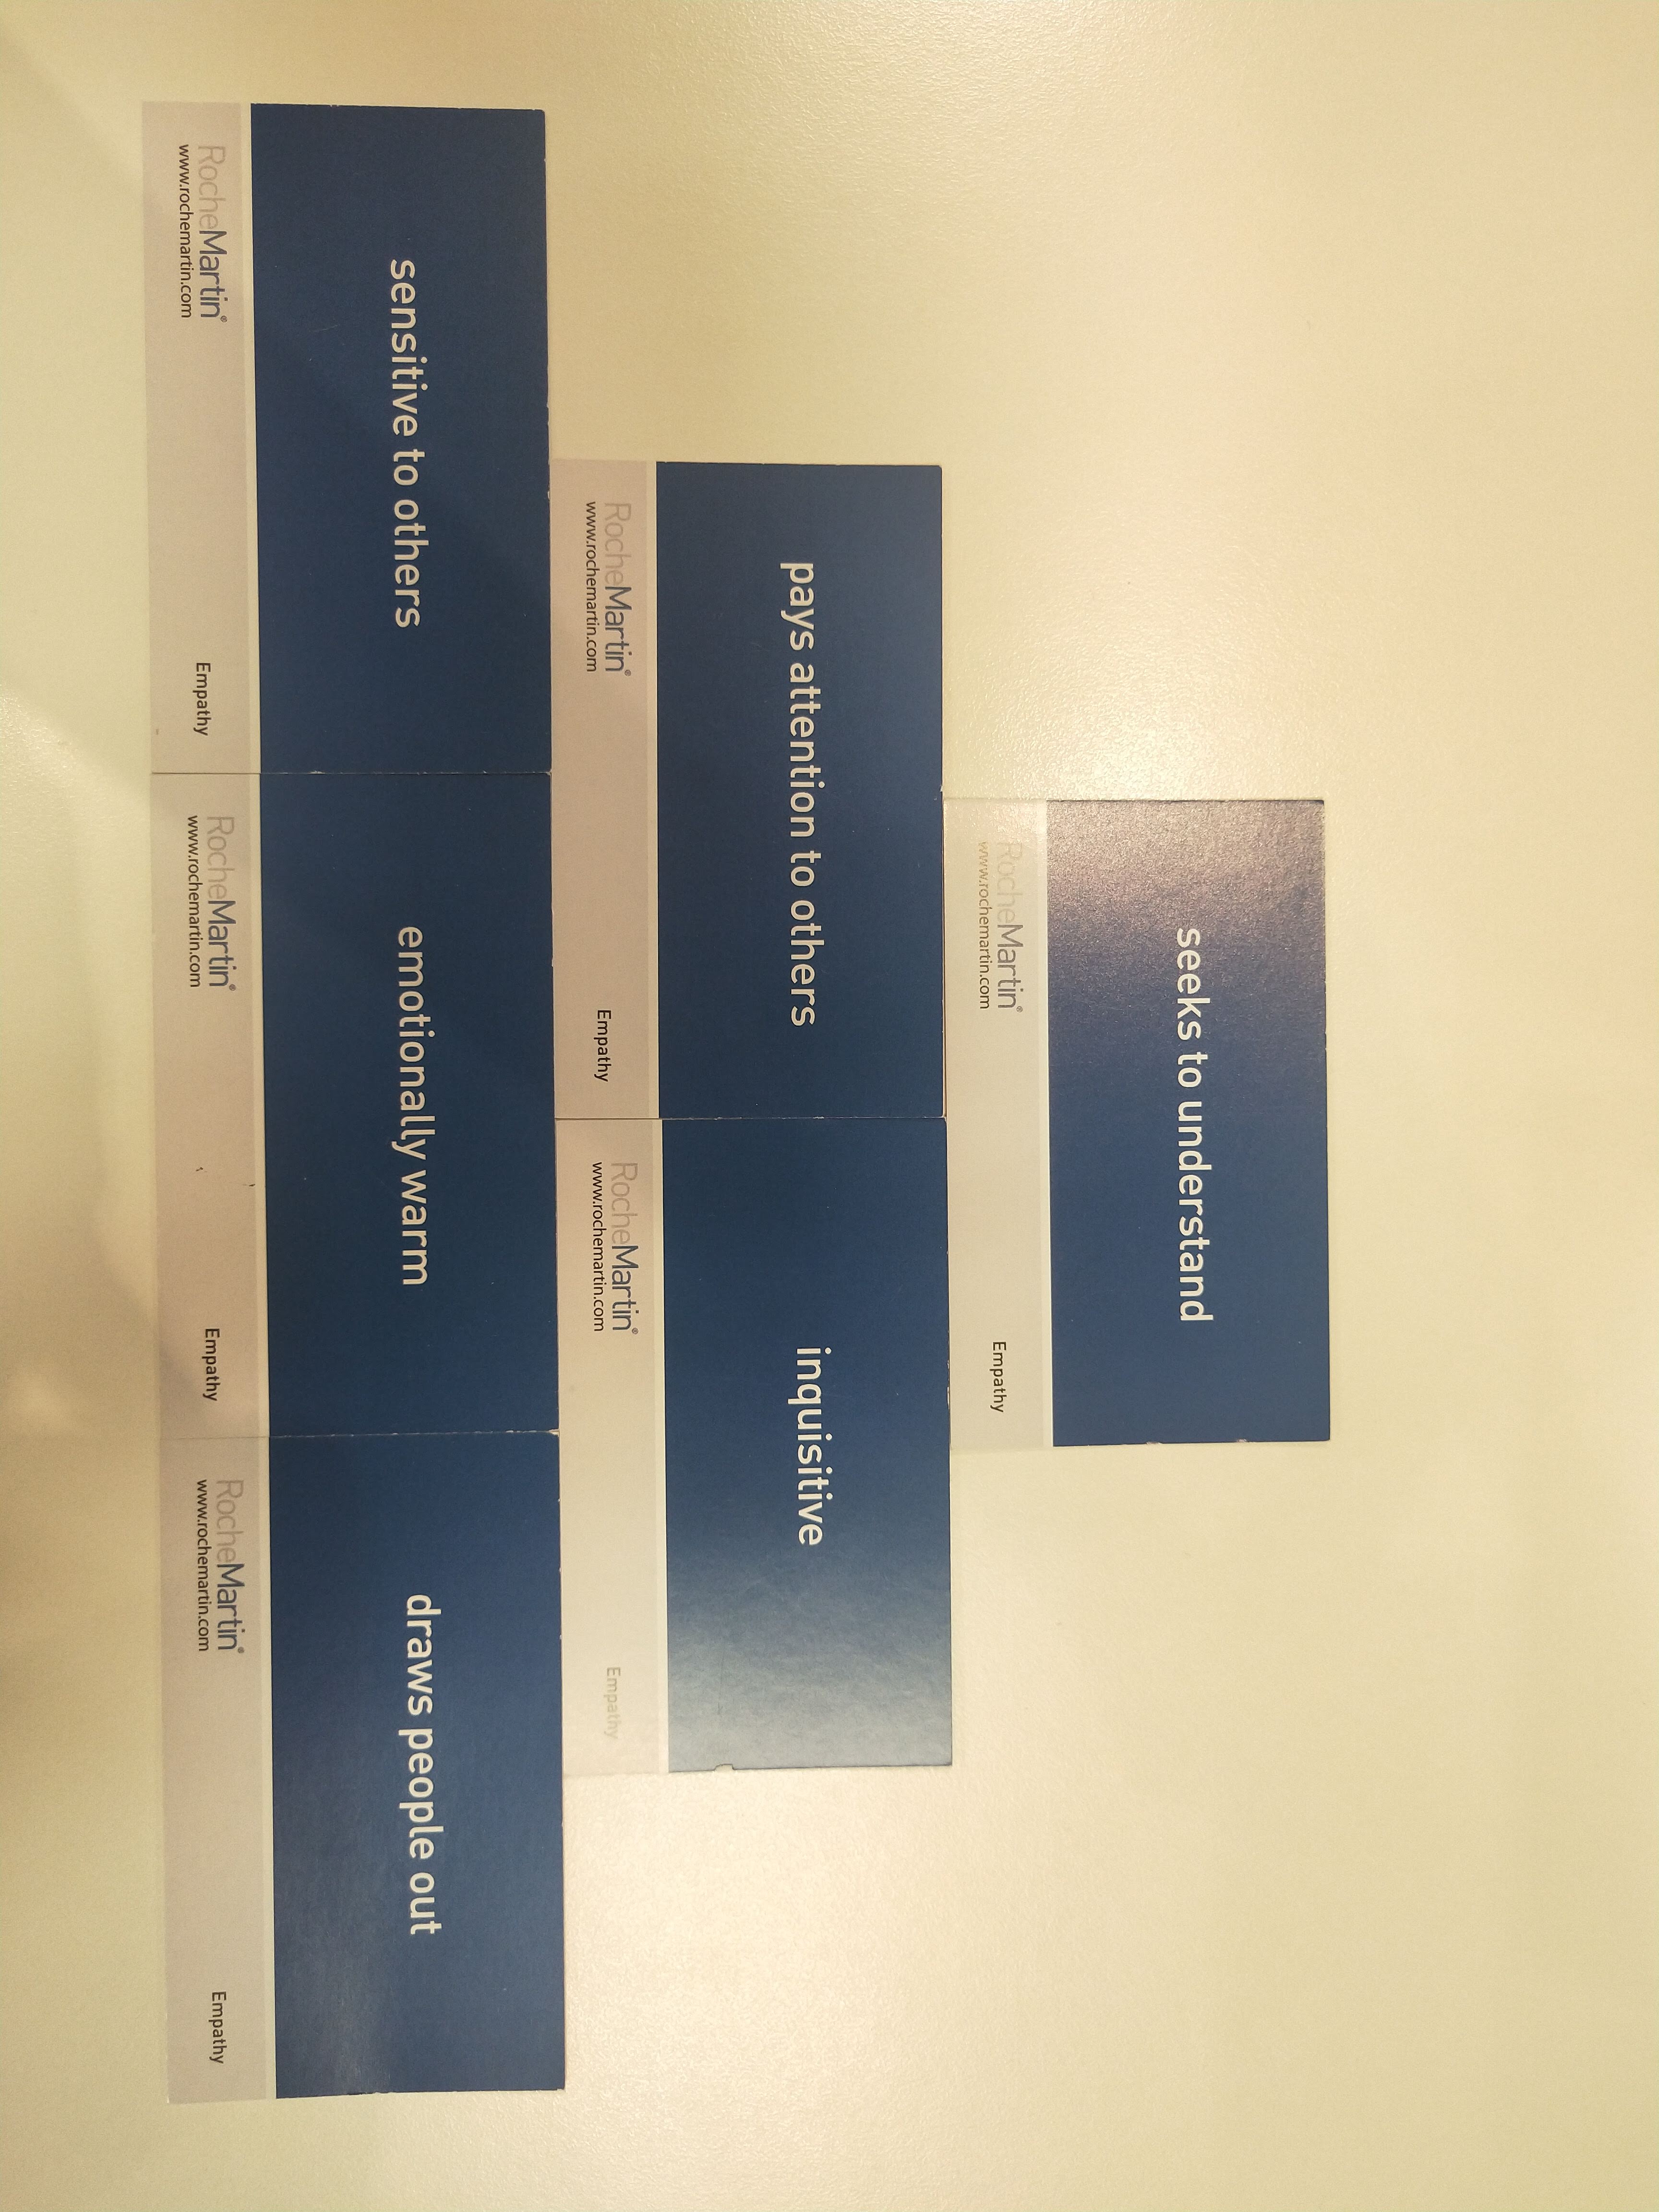 seeks to understand
RocheMartin®
www.rochemartin.com
Empathy
pays attention to others
RocheMartin®
www.rochemartin.com
Empathy
inquisitive
RocheMartin®
www.rochemartin.com
Empathy
sensitive to others
RocheMartin®
www.rochemartin.com
Empathy
emotionally warm
RocheMartin®
www.rochemartin.com
Empathy
draws people out
RocheMartin®
www.rochemartin.com
Empathy